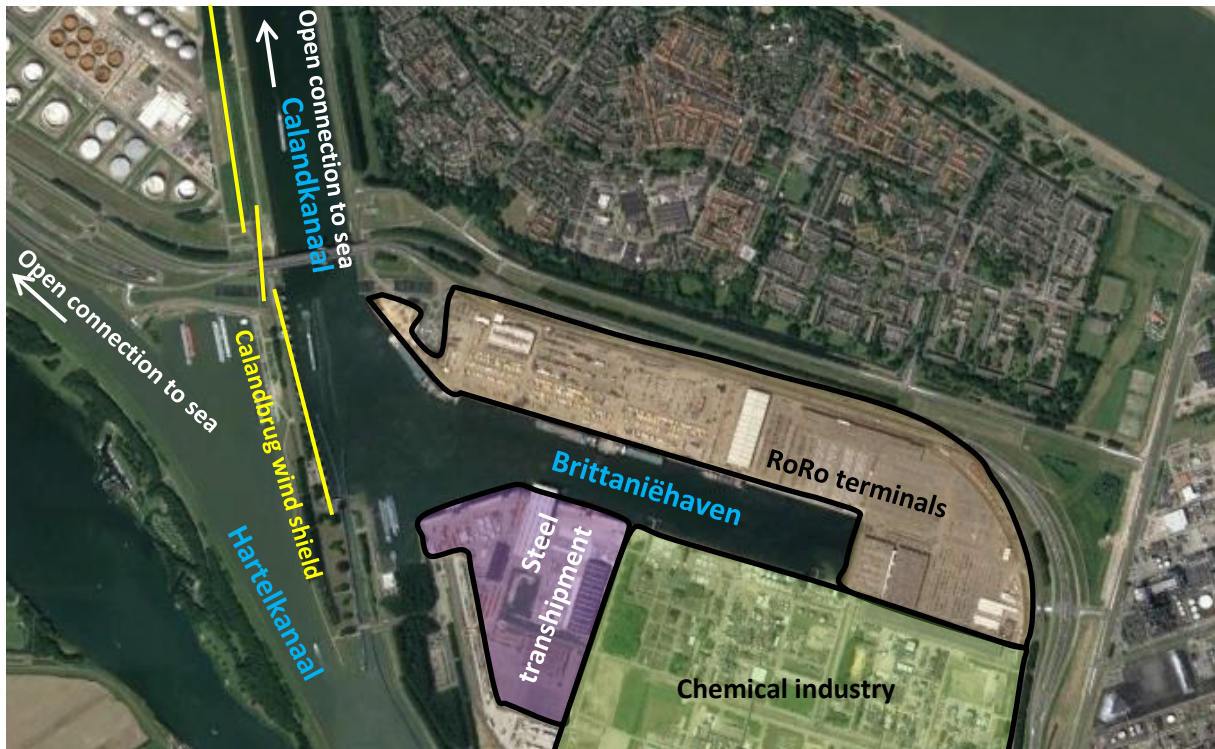 Open connection to sea
Calandkanaal
Open connection to sea
Calandbrug wind shield
Hartelkanaal
Brittaniëhaven
RoRo terminals
Steel
transhipment
Chemical industry